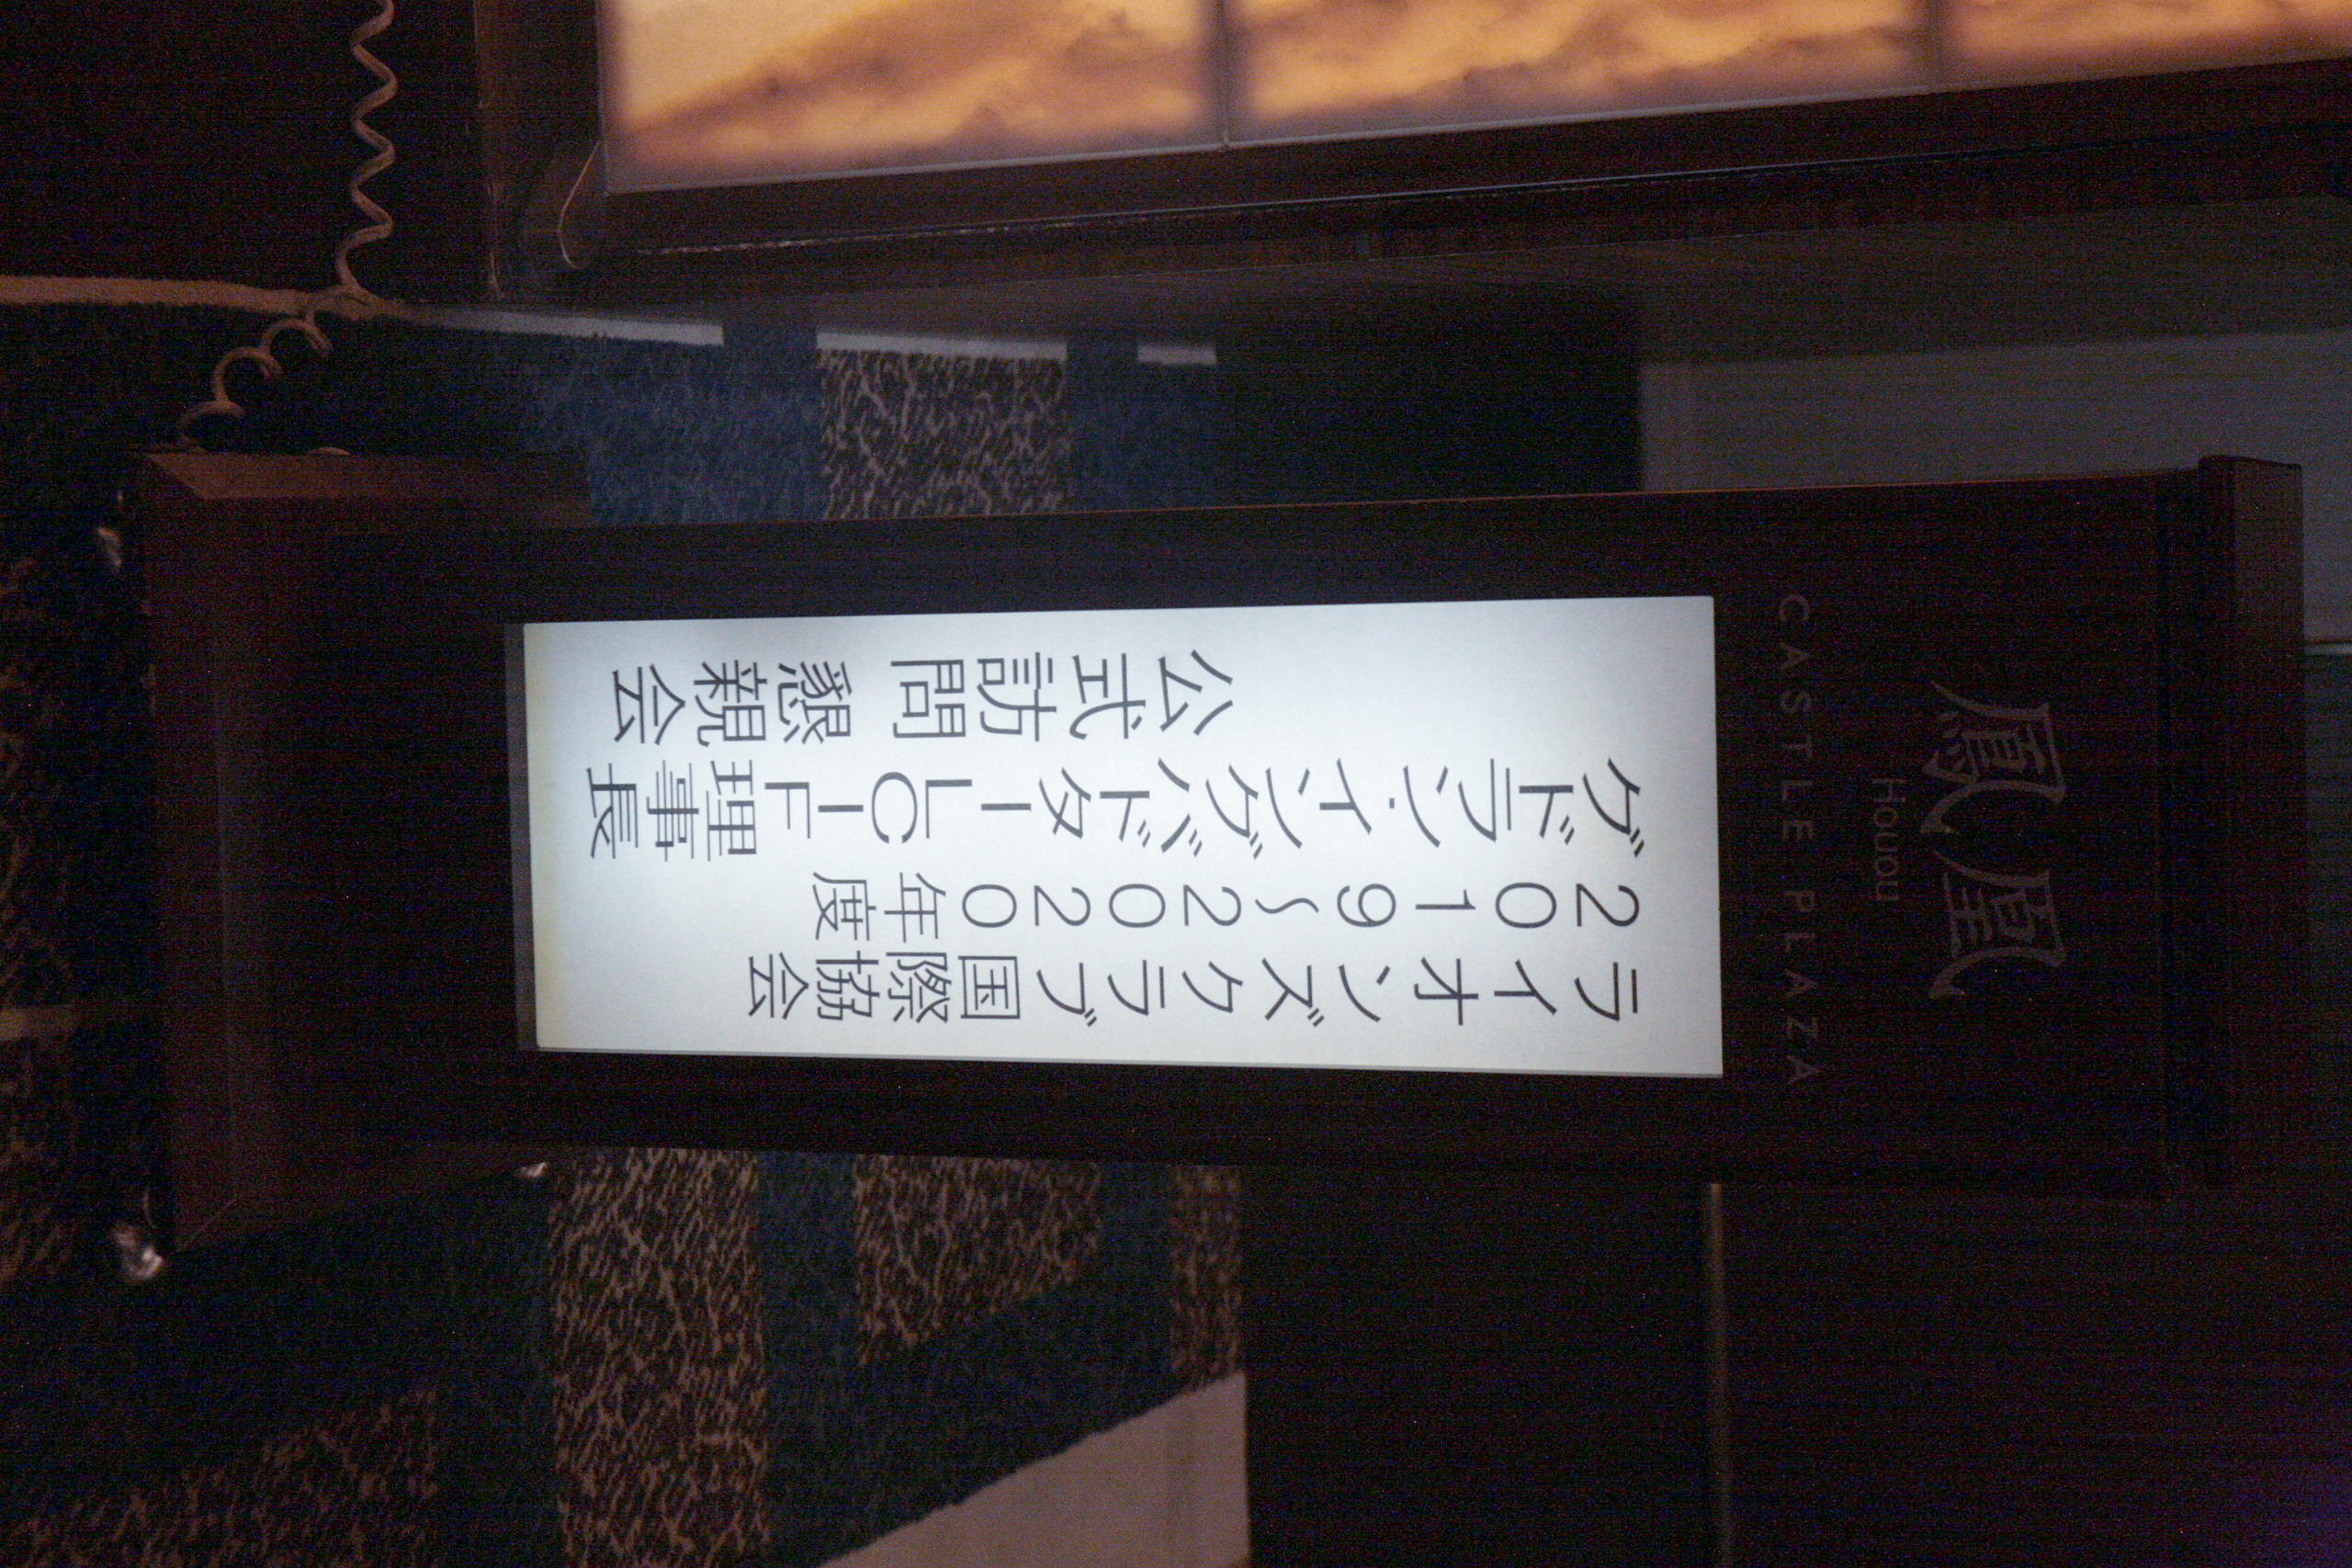 鳳凰
Houou
CASTLE PLAZA
ライオンズクラブ国際協会
2019～2020年度
グドラン・イングバドターLCIF理事長
公式訪問 懇親会